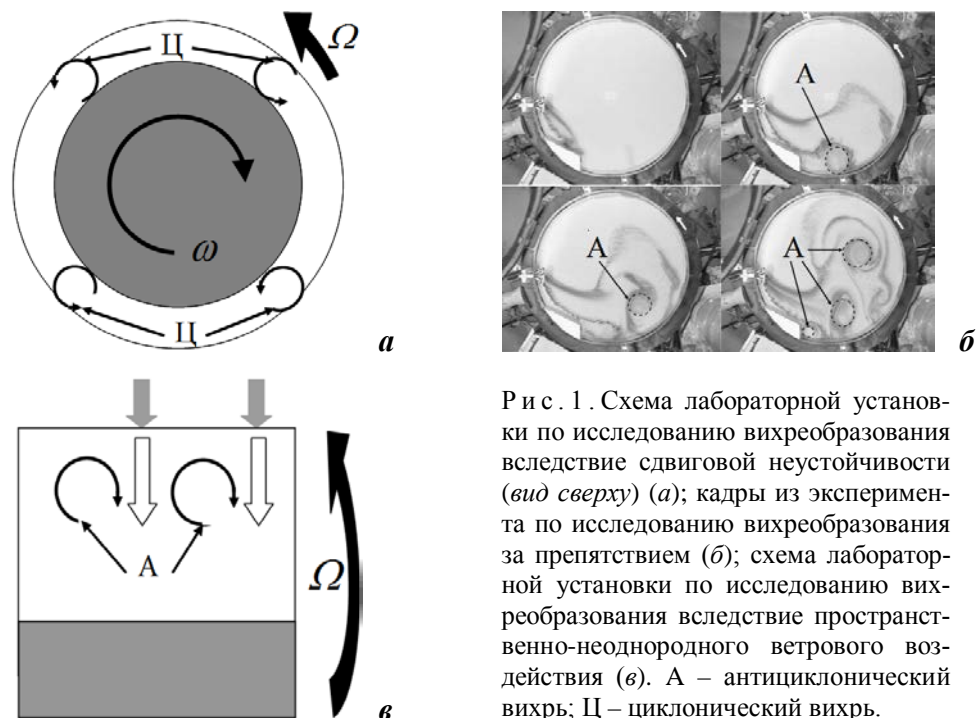 Ц
Ω
ω
Ц
а
А
А
А
б
А
Ω
в
Р и с . 1 . Схема лабораторной установ-
ки по исследованию вихреобразования
вследствие сдвиговой неустойчивости
(вид сверху) (а); кадры из эксперимен-
та по исследованию вихреобразования
за препятствием (б); схема лаборатор-
ной установки по исследованию вих-
реобразования вследствие пространст-
венно-неоднородного ветрового воз-
действия (в). А – антициклонический
вихрь; Ц – циклонический вихрь.